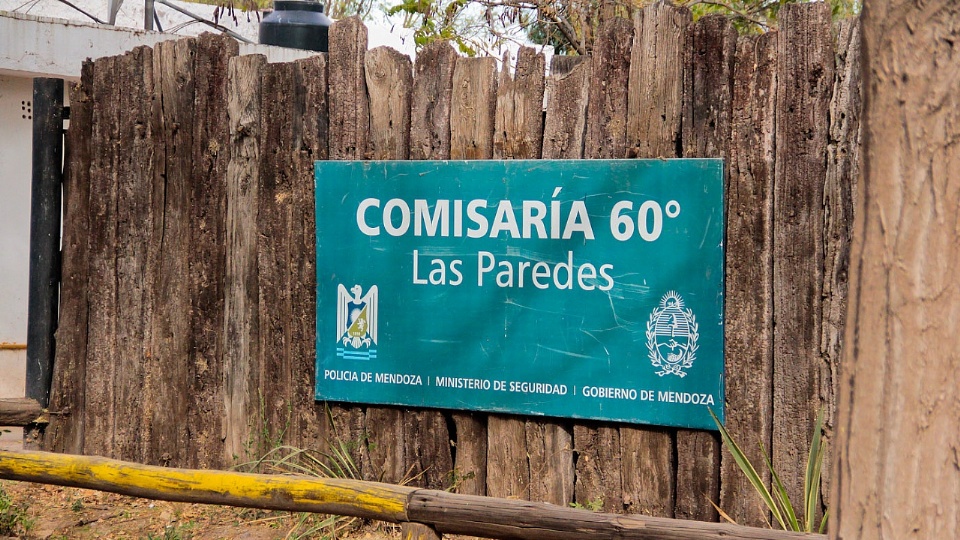 COMISARÍA 60°
Las Paredes
POLICIA DE MENDOZA | MINISTERIO DE SEGURIDAD | GOBIERNO DE MENDOZA